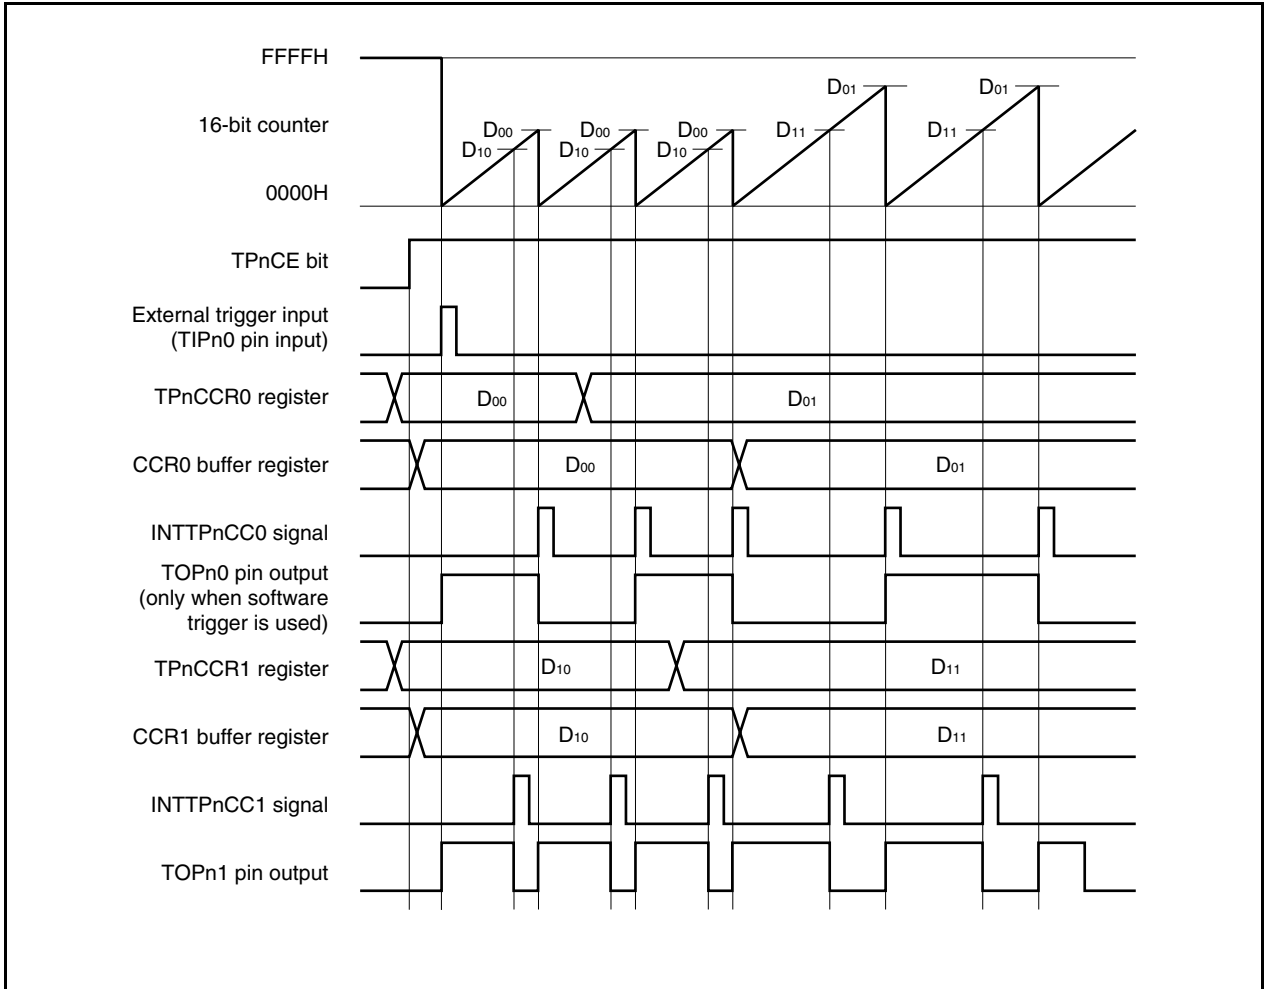 FFFFH
16-bit counter
0000H
D00
D10
D00
D10
D00
D10
D01
D11
D01
D11
TPnCE bit
External trigger input
(TIPn0 pin input)
TPnCCR0 register
D00
D01
CCR0 buffer register
D00
D01
INTTPnCC0 signal
TOPn0 pin output
(only when software
trigger is used)
TPnCCR1 register
D10
D11
CCR1 buffer register
D10
D11
INTTPnCC1 signal
TOPn1 pin output